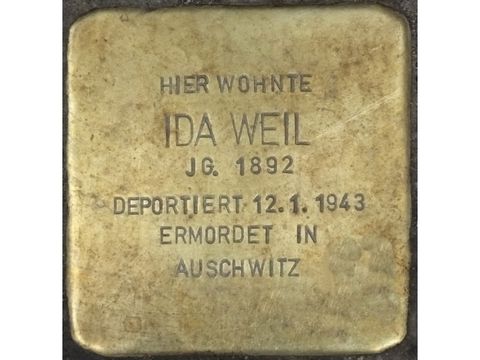 HIER WOHNTE
IDA WEIL
JG. 1892
DEPORTIERT 12.1.1943
ERMORDET IN
AUSCHWITZ